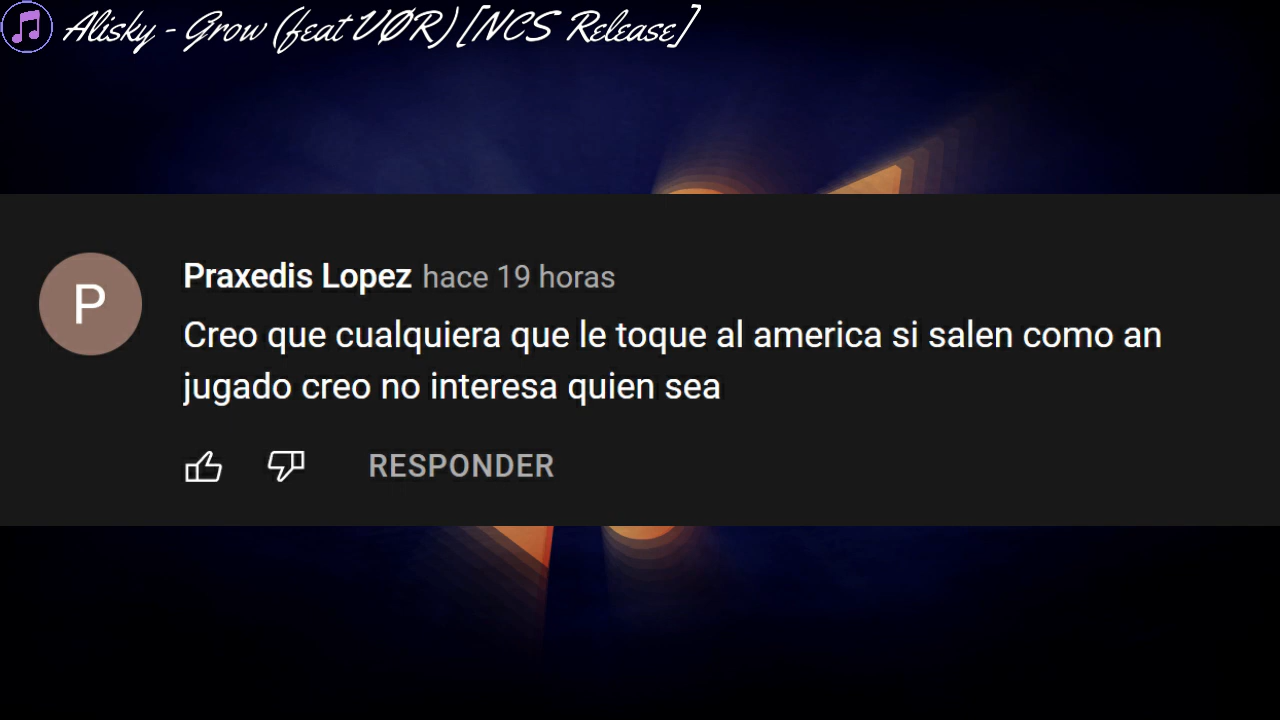 Alisky - Grow (feat VØR) [NCS Release]
Praxedis Lopez hace 19 horas
Creo que cualquiera que le toque al america si salen como an
jugado creo no interesa quien sea
RESPONDER
P